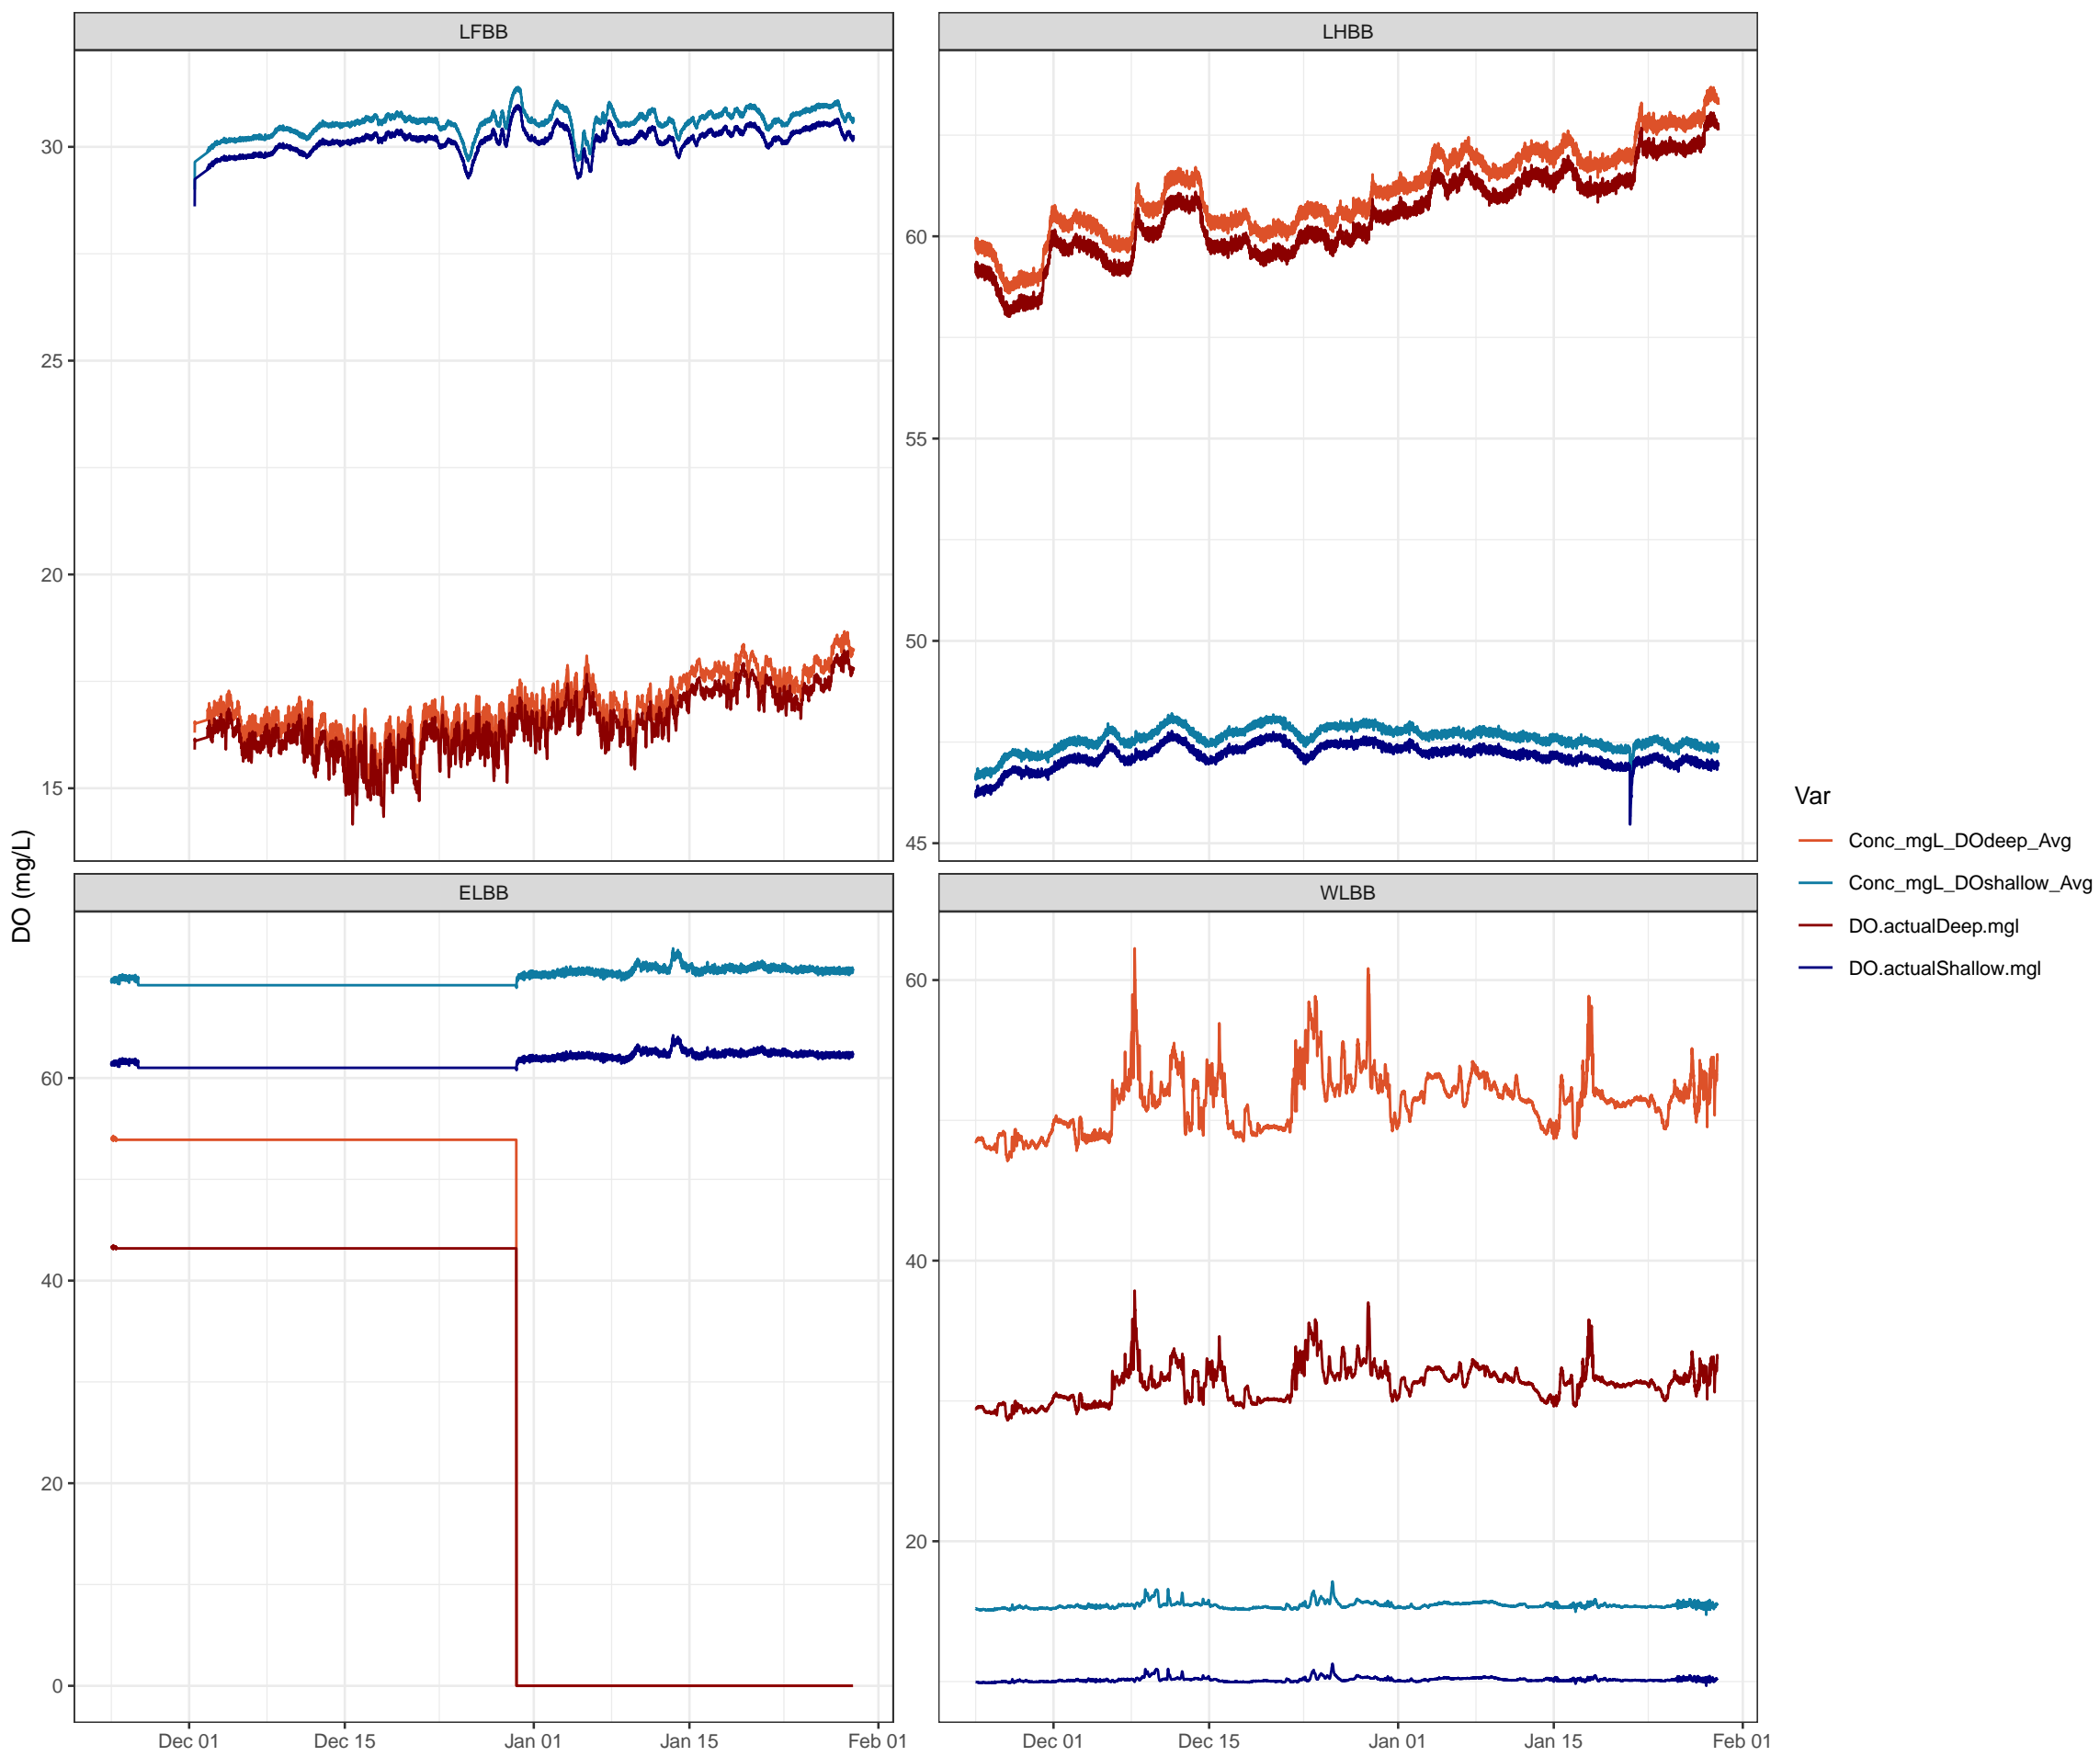 LFBB
LHBB
30
25
20
15
60
55
50
45
DO (mg/L)
ELBB
WLBB
60
40
20
0
60
40
20
Dec 01
Dec 15
Jan 01
Jan 15
Feb 01
Dec 01
Dec 15
Jan 01
Jan 15
Feb 01
Var
Conc_mgL_DOdeep_Avg
Conc_mgL_DOshallow_Avg
DO.actualDeep.mgl
DO.actualShallow.mgl